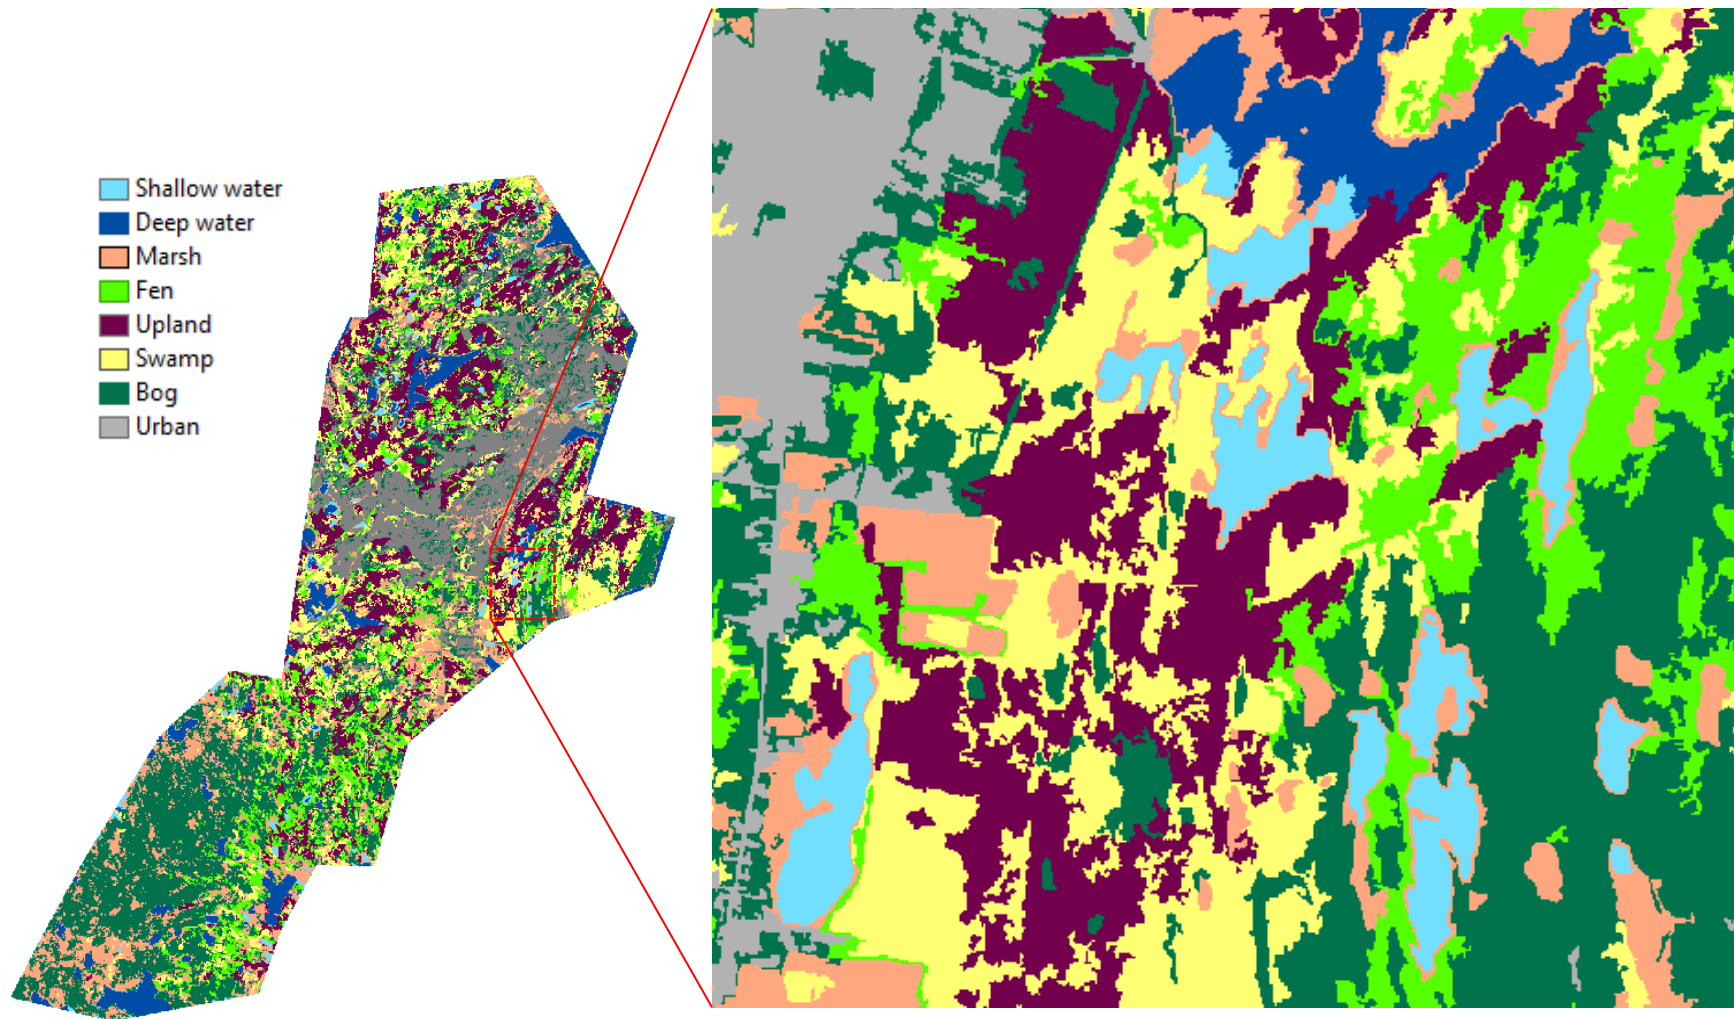 Shallow water
Deep water
Marsh
Fen
Upland
Swamp
Bog
Urban